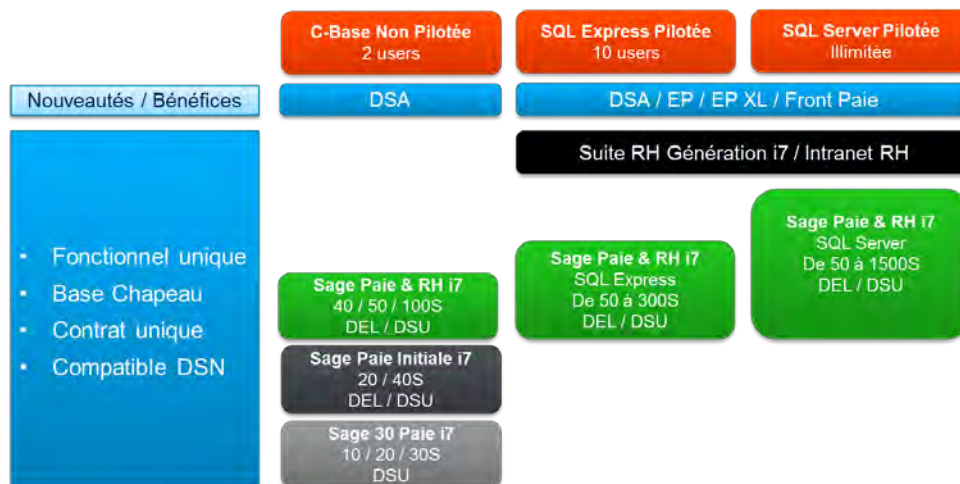 C-Base Non Pilotée
2 users
SQL Express Pilotée
10 users
SQL Server Pilotée
Illimitée
Nouveautés / Bénéfices
DSA
DSA / EP / EP XL / Front Paie
Suite RH Génération i7 / Intranet RH
• Fonctionnel unique
• Base Chapeau
• Contrat unique
• Compatible DSN
Sage Paie & RH i7
40 / 50 / 100S
DEL / DSU
Sage Paie Initiale i7
20 / 40S
DEL / DSU
Sage 30 Paie i7
10 / 20 / 30S
DSU
Sage Paie & RH i7
SQL Express
De 50 à 300S
DEL / DSU
Sage Paie & RH i7
SQL Server
De 50 à 1500S
DEL / DSU